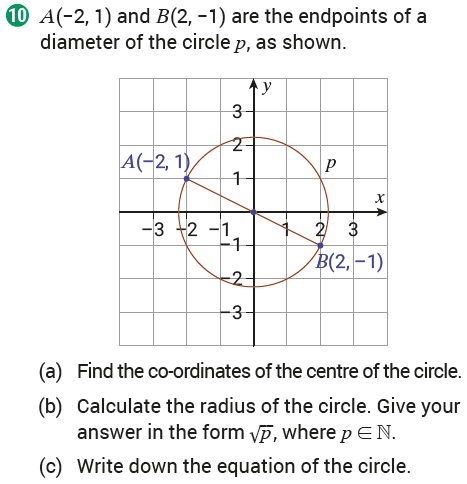 10 A(−2, 1) and B(2, −1) are the endpoints of a
diameter of the circle p, as shown.
y
3
2
A(−2, 1)
p
1
x
−3 −2 −1 1 2 3
−1
B(2, −1)
−2
−3
(a) Find the co-ordinates of the centre of the circle.
(b) Calculate the radius of the circle. Give your
answer in the form √p, where p ∈ ℕ.
(c) Write down the equation of the circle.